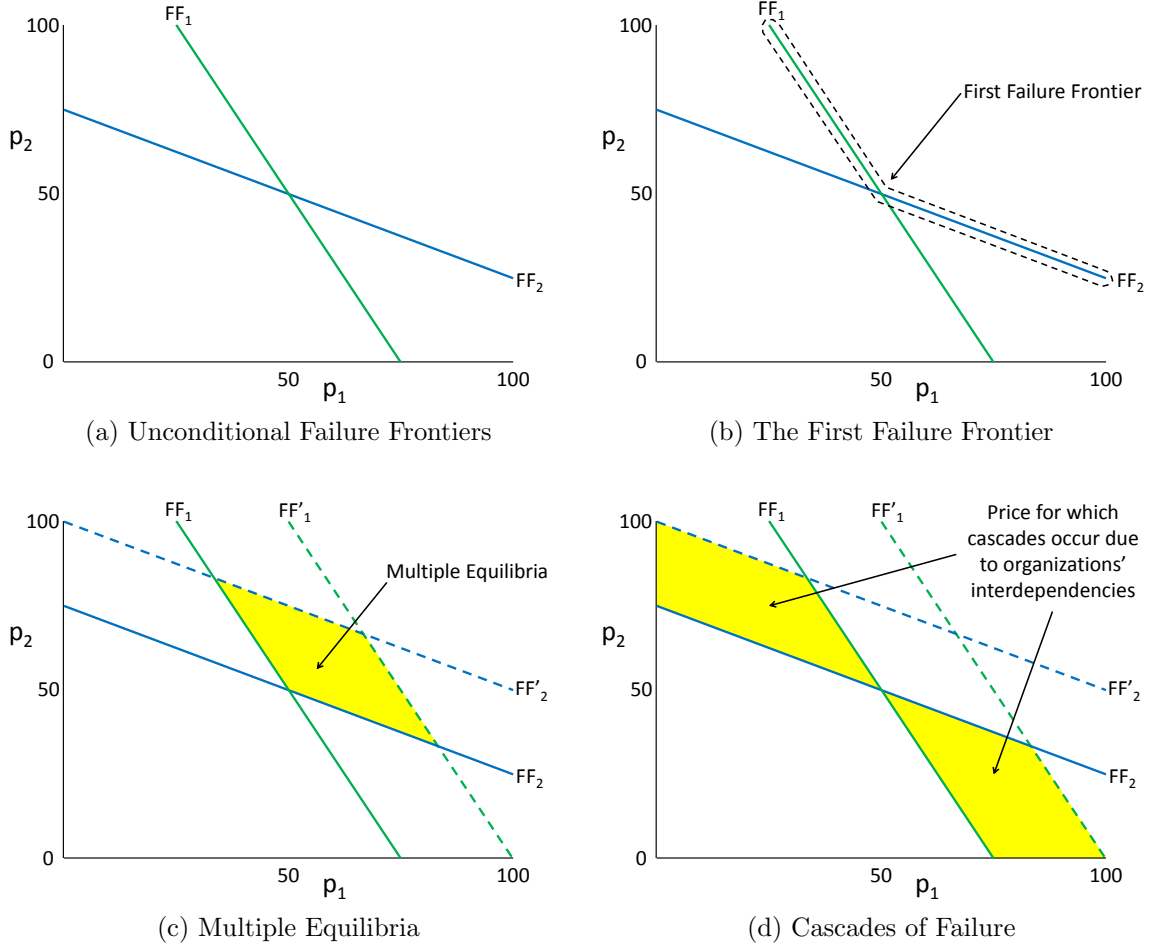 FF₁
100
p₂
50
FF₂
0
50
100
p₁
(a) Unconditional Failure Frontiers
FF₁
100
First Failure Frontier
p₂
50
FF₂
0
50
100
p₁
(b) The First Failure Frontier
FF₁
FF'₁
100
Multiple Equilibria
p₂
50
FF'₂
FF₂
0
50
100
p₁
(c) Multiple Equilibria
FF₁
FF'₁
Price for which
cascades occur due
to organizations'
interdependencies
100
p₂
50
FF'₂
FF₂
0
50
100
p₁
(d) Cascades of Failure